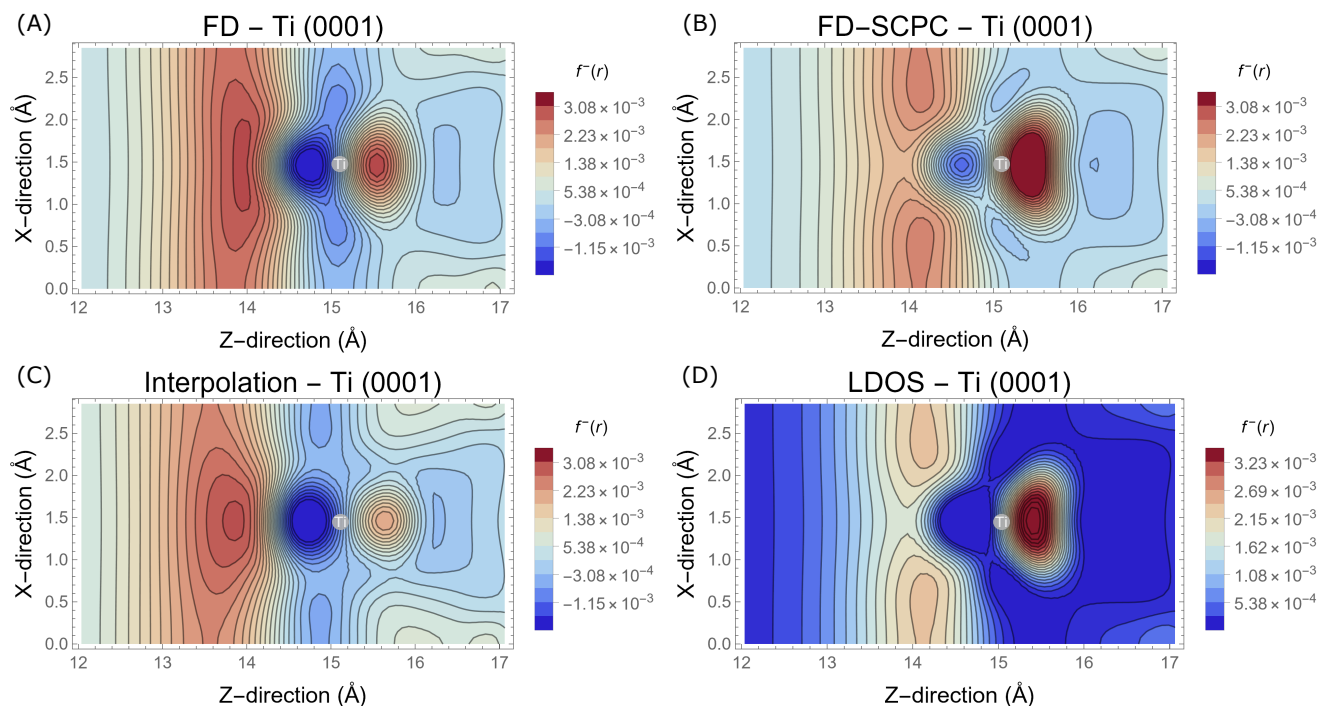 (A)
FD − Ti (0001)
X−direction (Å)
2.5
2.0
1.5
1.0
0.5
0.0
Ti
12 13 14 15 16 17
Z−direction (Å)
f⁻(r)
3.08 × 10⁻³
2.23 × 10⁻³
1.38 × 10⁻³
5.38 × 10⁻⁴
−3.08 × 10⁻⁴
−1.15 × 10⁻³
(B)
FD−SCPC − Ti (0001)
X−direction (Å)
2.5
2.0
1.5
1.0
0.5
0.0
Ti
12 13 14 15 16 17
Z−direction (Å)
f⁻(r)
3.08 × 10⁻³
2.23 × 10⁻³
1.38 × 10⁻³
5.38 × 10⁻⁴
−3.08 × 10⁻⁴
−1.15 × 10⁻³
(C)
Interpolation − Ti (0001)
X−direction (Å)
2.5
2.0
1.5
1.0
0.5
0.0
Ti
12 13 14 15 16 17
Z−direction (Å)
f⁻(r)
3.08 × 10⁻³
2.23 × 10⁻³
1.38 × 10⁻³
5.38 × 10⁻⁴
−3.08 × 10⁻⁴
−1.15 × 10⁻³
(D)
LDOS − Ti (0001)
X−direction (Å)
2.5
2.0
1.5
1.0
0.5
0.0
Ti
12 13 14 15 16 17
Z−direction (Å)
f⁻(r)
3.23 × 10⁻³
2.69 × 10⁻³
2.15 × 10⁻³
1.62 × 10⁻³
1.08 × 10⁻³
5.38 × 10⁻⁴